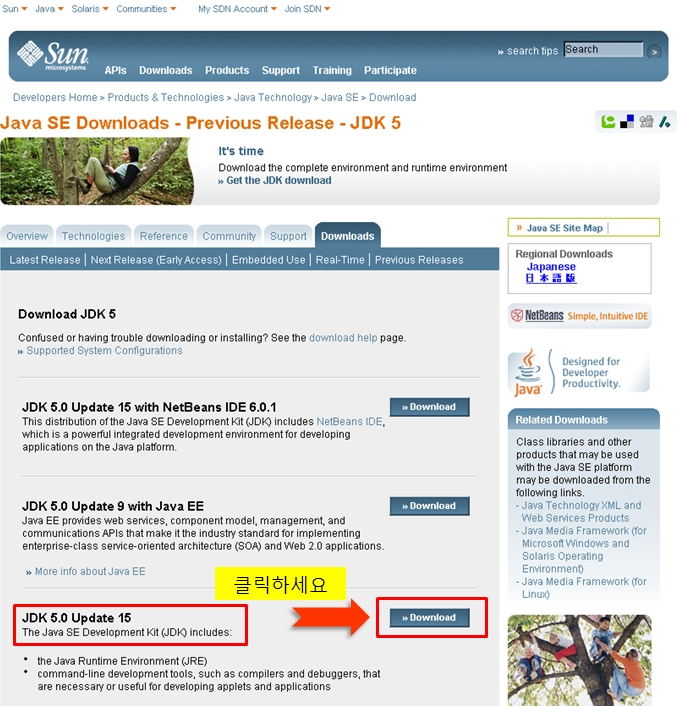 Sun Java Solaris Communities My SDN Account Join SDN
Sun
microsystems
» search tips Search
APIs Downloads Products Support Training Participate
Developers Home » Products & Technologies » Java Technology » Java SE » Download
Java SE Downloads - Previous Release - JDK 5
It's time
Download the complete environment and runtime environment
» Get the JDK download
Overview Technologies Reference Community Support Downloads
Latest Release | Next Release (Early Access) | Embedded Use | Real-Time | Previous Releases
Download JDK 5
Confused or having trouble downloading or installing? See the download help page.
» Supported System Configurations
JDK 5.0 Update 15 with NetBeans IDE 6.0.1
» Download
This distribution of the Java SE Development Kit (JDK) includes NetBeans IDE,
which is a powerful integrated development environment for developing
applications on the Java platform.
JDK 5.0 Update 9 with Java EE
» Download
Java EE provides web services, component model, management, and
communications APIs that make it the industry standard for implementing
enterprise-class service-oriented architecture (SOA) and Web 2.0 applications.
» More info about Java EE
클릭하세요
JDK 5.0 Update 15
» Download
The Java SE Development Kit (JDK) includes:
• the Java Runtime Environment (JRE)
• command-line development tools, such as compilers and debuggers, that
are necessary or useful for developing applets and applications
» Java SE Site Map
Regional Downloads
Japanese
日本語版
NetBeans Simple, Intuitive IDE
Java
Designed for
Developer
Productivity.
Related Downloads
Class libraries and other
products that may be used
with the Java SE platform
may be downloaded from the
following links.
- Java Technology XML and
Web Services Products
- Java Media Framework (for
Microsoft Windows and
Solaris Operating
Environment)
- Java Media Framework (for
Linux)